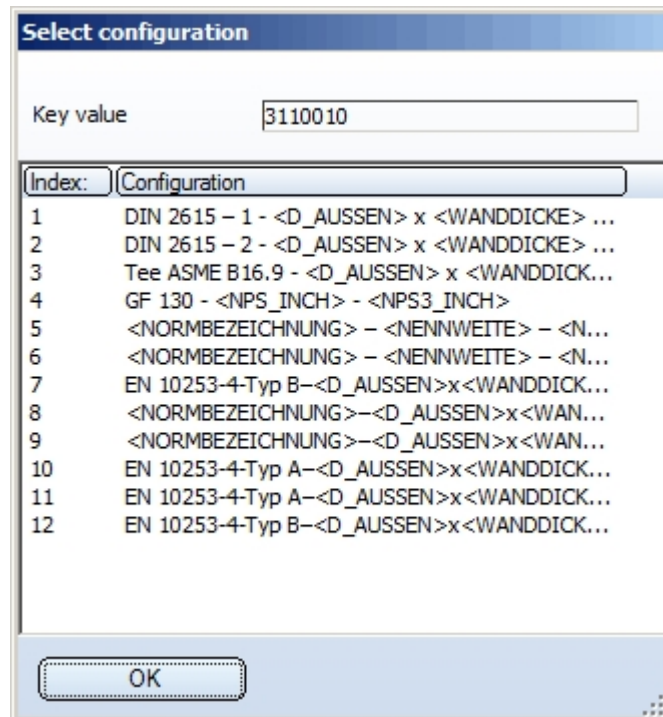 Select configuration
Key value 3110010
Index: Configuration
1 DIN 2615 – 1 - <D_AUSSEN> x <WANDDICKE> ...
2 DIN 2615 – 2 - <D_AUSSEN> x <WANDDICKE> ...
3 Tee ASME B16.9 - <D_AUSSEN> x <WANDDICK...
4 GF 130 - <NPS_INCH> - <NPS3_INCH>
5 <NORMBEZEICHNUNG> – <NENNWEITE> – <N...
6 <NORMBEZEICHNUNG> – <NENNWEITE> – <N...
7 EN 10253-4-Typ B–<D_AUSSEN>x<WANDDICK...
8 <NORMBEZEICHNUNG>–<D_AUSSEN>x<WAN...
9 <NORMBEZEICHNUNG>–<D_AUSSEN>x<WAN...
10 EN 10253-4-Typ A–<D_AUSSEN>x<WANDDICK...
11 EN 10253-4-Typ A–<D_AUSSEN>x<WANDDICK...
12 EN 10253-4-Typ B–<D_AUSSEN>x<WANDDICK...
OK